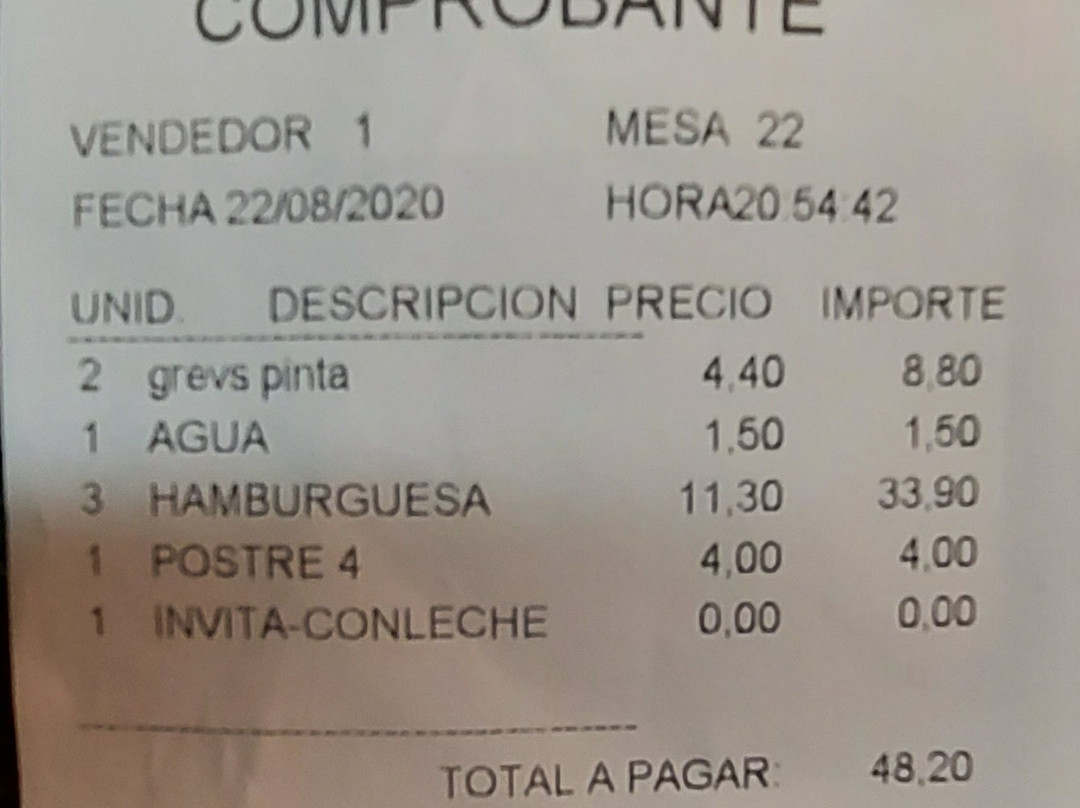 COMPROBANTE
VENDEDOR 1 MESA 22
FECHA 22/08/2020 HORA20:54:42
UNID. DESCRIPCION PRECIO IMPORTE
2 grevs pinta 4,40 8,80
1 AGUA 1,50 1,50
3 HAMBURGUESA 11,30 33,90
1 POSTRE 4 4,00 4,00
1 INVITA-CONLECHE 0,00 0,00
TOTAL A PAGAR: 48,20